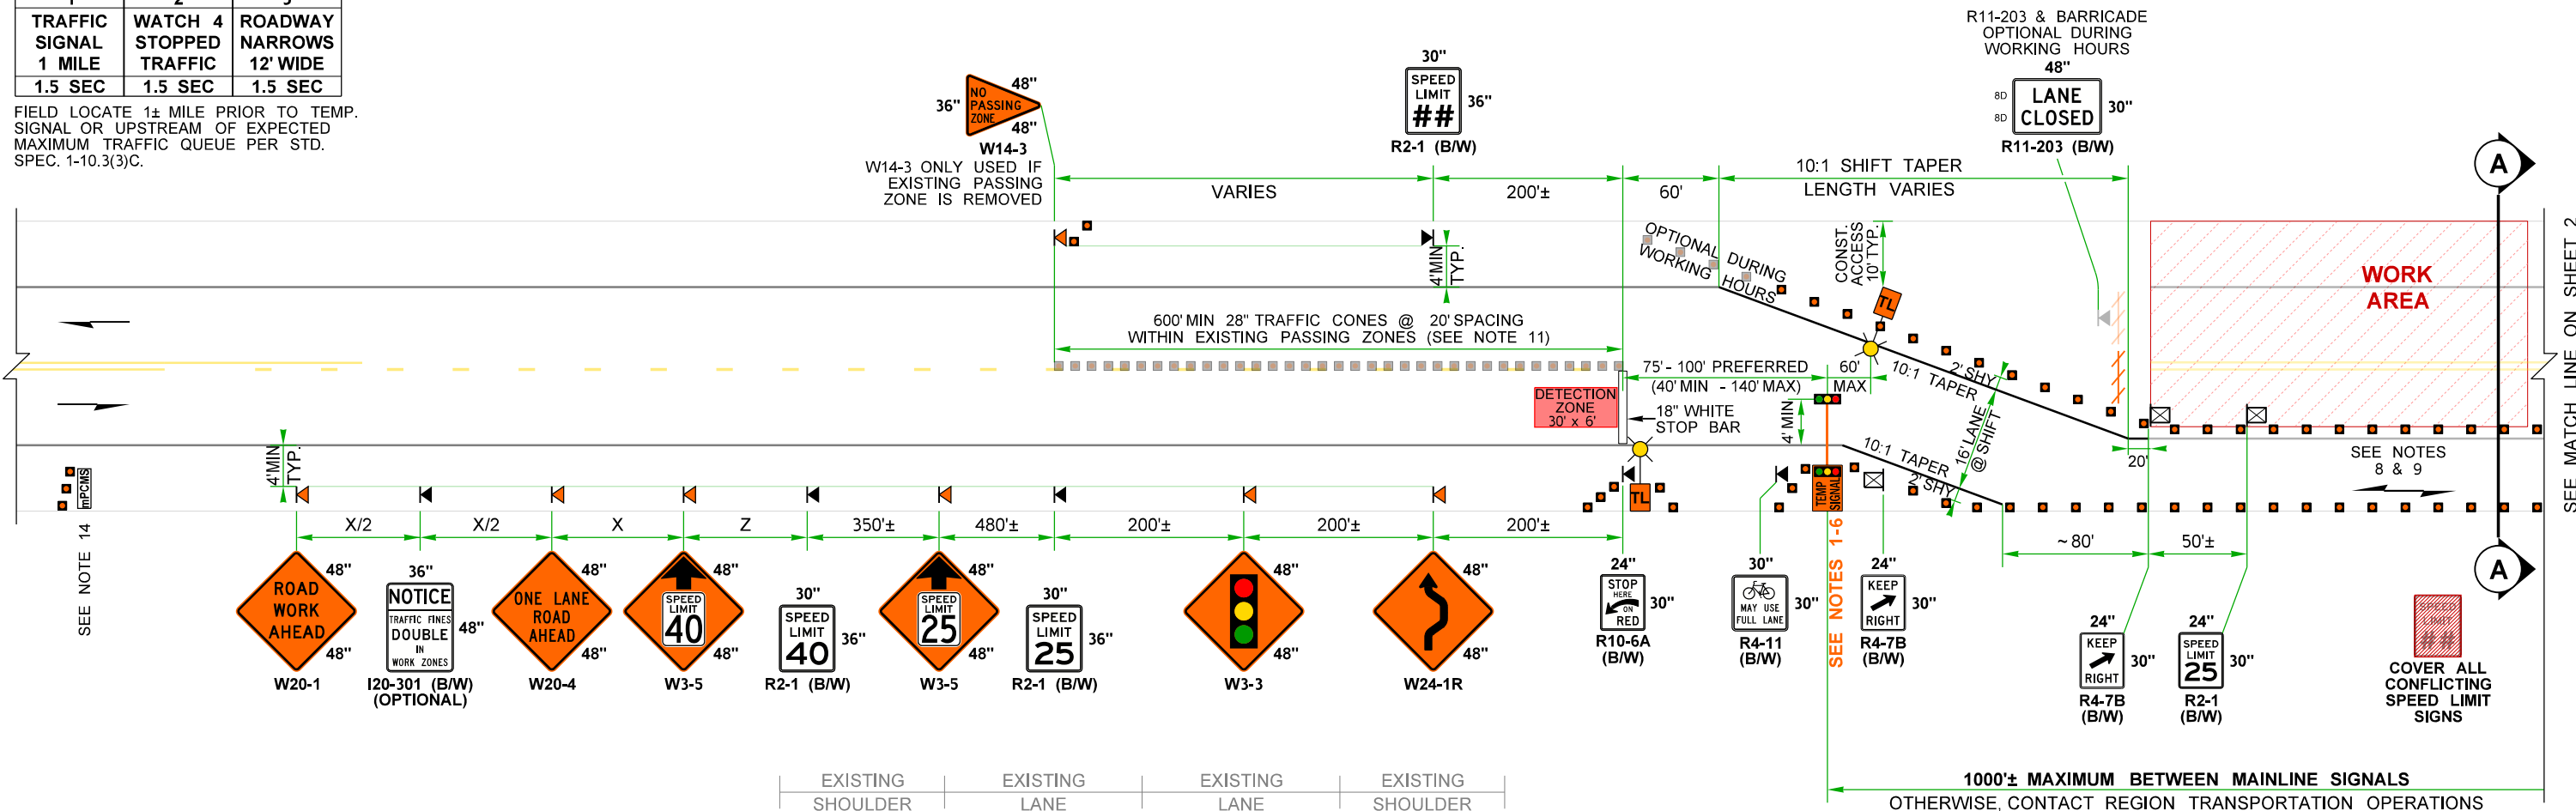 1 2 3
TRAFFIC SIGNAL 1 MILE
WATCH 4 STOPPED TRAFFIC
ROADWAY NARROWS 12' WIDE
1.5 SEC 1.5 SEC 1.5 SEC
FIELD LOCATE 1± MILE PRIOR TO TEMP.
SIGNAL OR UPSTREAM OF EXPECTED
MAXIMUM TRAFFIC QUEUE PER STD.
SPEC. 1-10.3(3)C.
NO
PASSING
ZONE
36"
48"
48"
W14-3
W14-3 ONLY USED IF
EXISTING PASSING
ZONE IS REMOVED
30"
SPEED
LIMIT
##
36"
R2-1 (B/W)
R11-203 & BARRICADE
OPTIONAL DURING
WORKING HOURS
48"
8D
8D
LANE
CLOSED
30"
R11-203 (B/W)
A
VARIES
200'±
60'
10:1 SHIFT TAPER
LENGTH VARIES
4' MIN
TYP.
OPTIONAL DURING
WORKING HOURS
CONST.
ACCESS
10' TYP.
TL
WORK
AREA
SEE MATCH LINE ON SHEET 2
600' MIN 28" TRAFFIC CONES @ 20' SPACING
WITHIN EXISTING PASSING ZONES (SEE NOTE 11)
75' - 100' PREFERRED
(40' MIN - 140' MAX)
60'
MAX
10:1 TAPER
2' SHY
DETECTION
ZONE
30' x 6'
18" WHITE
STOP BAR
4' MIN
16' LANE
@ SHIFT
10:1 TAPER
2' SHY
20'
SEE NOTES
8 & 9
4' MIN
TYP.
mPCMS
SEE NOTE 14
TL
TEMP
SIGNAL
SEE NOTES 1-6
X/2
X/2
X
Z
350'±
480'±
200'±
200'±
200'±
~ 80'
50'±
ROAD
WORK
AHEAD
48"
48"
W20-1
36"
NOTICE
TRAFFIC FINES
DOUBLE
IN
WORK ZONES
48"
I20-301 (B/W)
(OPTIONAL)
ONE LANE
ROAD
AHEAD
48"
48"
W20-4
SPEED
LIMIT
40
48"
48"
W3-5
30"
SPEED
LIMIT
40
36"
R2-1 (B/W)
SPEED
LIMIT
25
48"
48"
W3-5
30"
SPEED
LIMIT
25
36"
R2-1 (B/W)
48"
48"
W3-3
48"
48"
W24-1R
24"
STOP
HERE
ON
RED
30"
R10-6A
(B/W)
30"
MAY USE
FULL LANE
30"
R4-11
(B/W)
24"
KEEP
RIGHT
30"
R4-7B
(B/W)
24"
KEEP
RIGHT
30"
R4-7B
(B/W)
24"
SPEED
LIMIT
25
30"
R2-1
(B/W)
SPEED
LIMIT
##
COVER ALL
CONFLICTING
SPEED LIMIT
SIGNS
A
EXISTING EXISTING EXISTING EXISTING
SHOULDER LANE LANE SHOULDER
1000'± MAXIMUM BETWEEN MAINLINE SIGNALS
OTHERWISE, CONTACT REGION TRANSPORTATION OPERATIONS